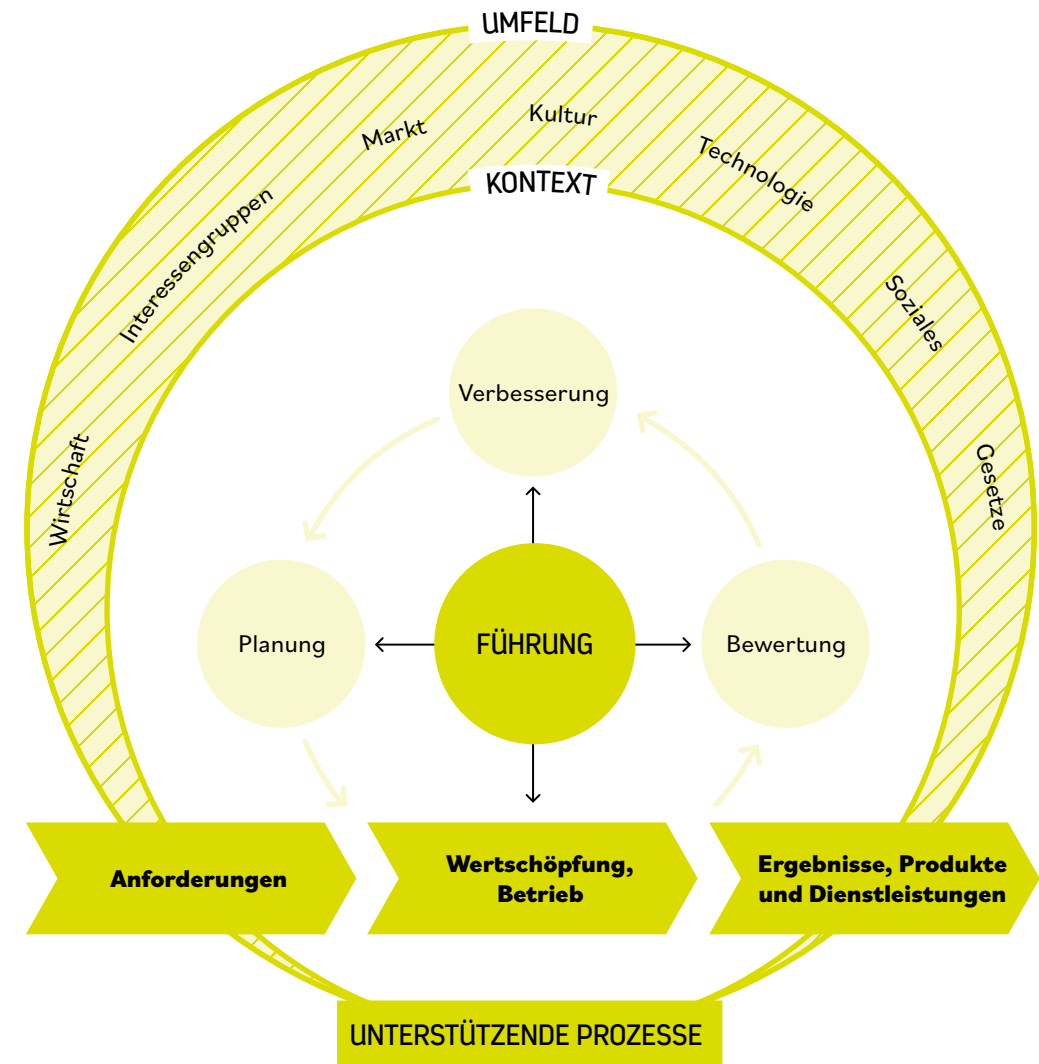 UMFELD
Kultur
Markt
Technologie
KONTEXT
Interessengruppen
Soziales
Verbesserung
Wirtschaft
Gesetze
Planung
FÜHRUNG
Bewertung
Anforderungen
Wertschöpfung,
Betrieb
Ergebnisse, Produkte
und Dienstleistungen
UNTERSTÜTZENDE PROZESSE